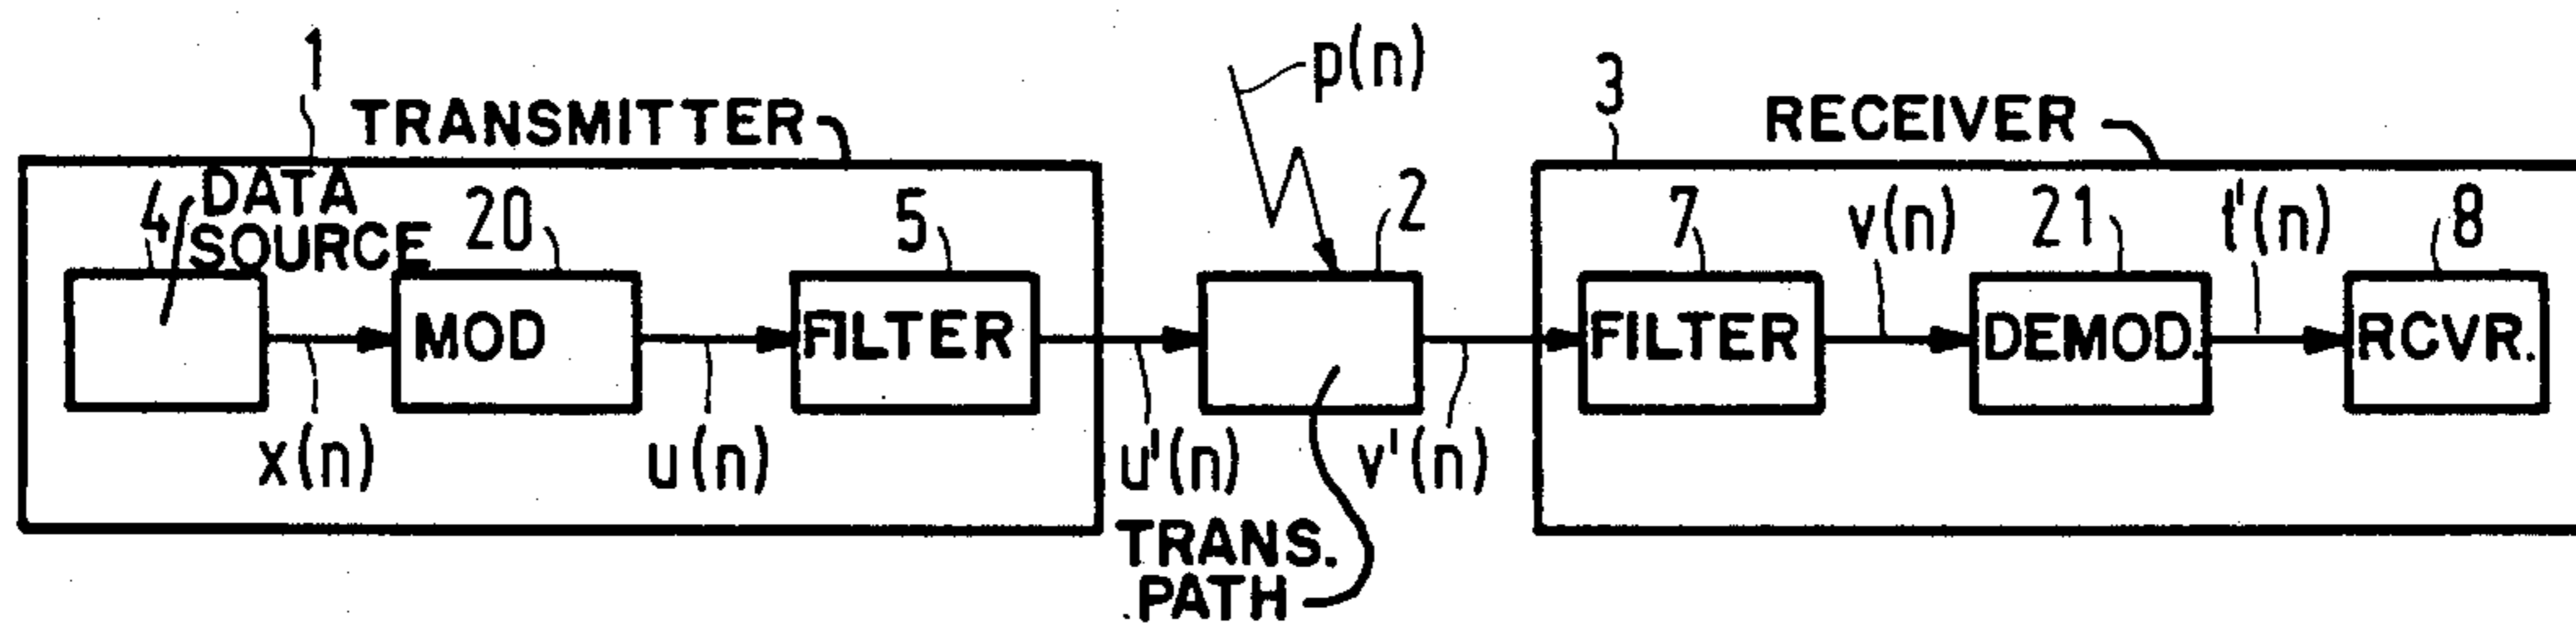 1
TRANSMITTER
p(n)
3
RECEIVER
4
DATA
SOURCE
20
5
2
7
v(n)
21
t'(n)
8
MOD
FILTER
FILTER
DEMOD.
RCVR.
x(n)
u(n)
u'(n)
v'(n)
TRANS.
PATH